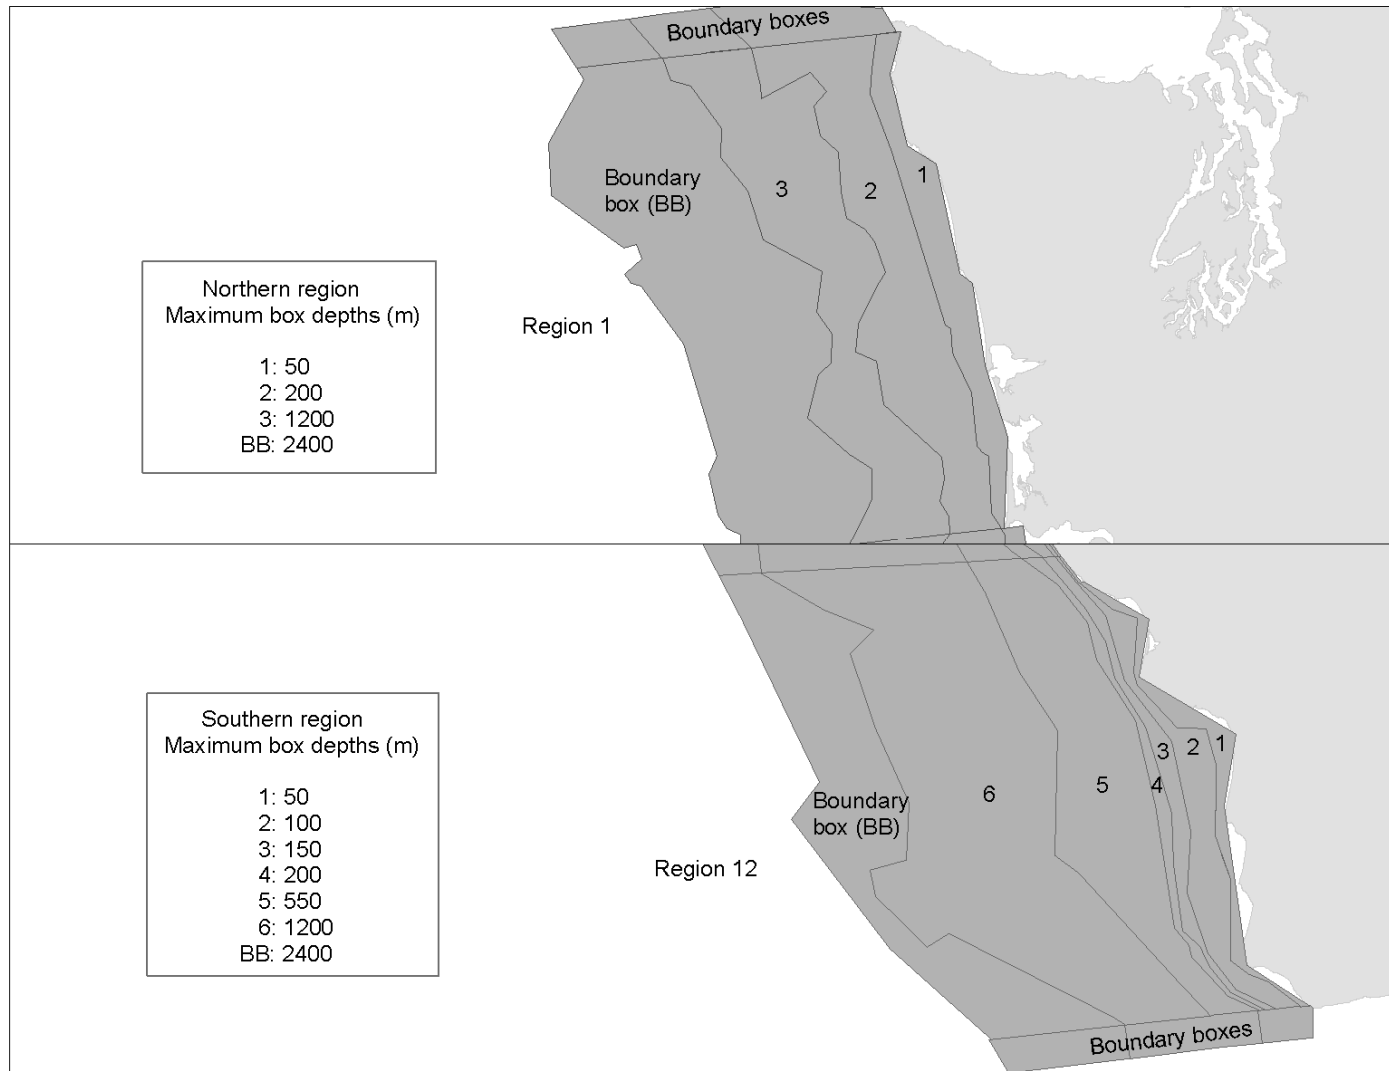 Boundary boxes
Boundary
box (BB)
3
2
1
Northern region
Maximum box depths (m)
1: 50
2: 200
3: 1200
BB: 2400
Region 1
Southern region
Maximum box depths (m)
1: 50
2: 100
3: 150
4: 200
5: 550
6: 1200
BB: 2400
Region 12
Boundary
box (BB)
6
5
4
3
2
1
Boundary boxes